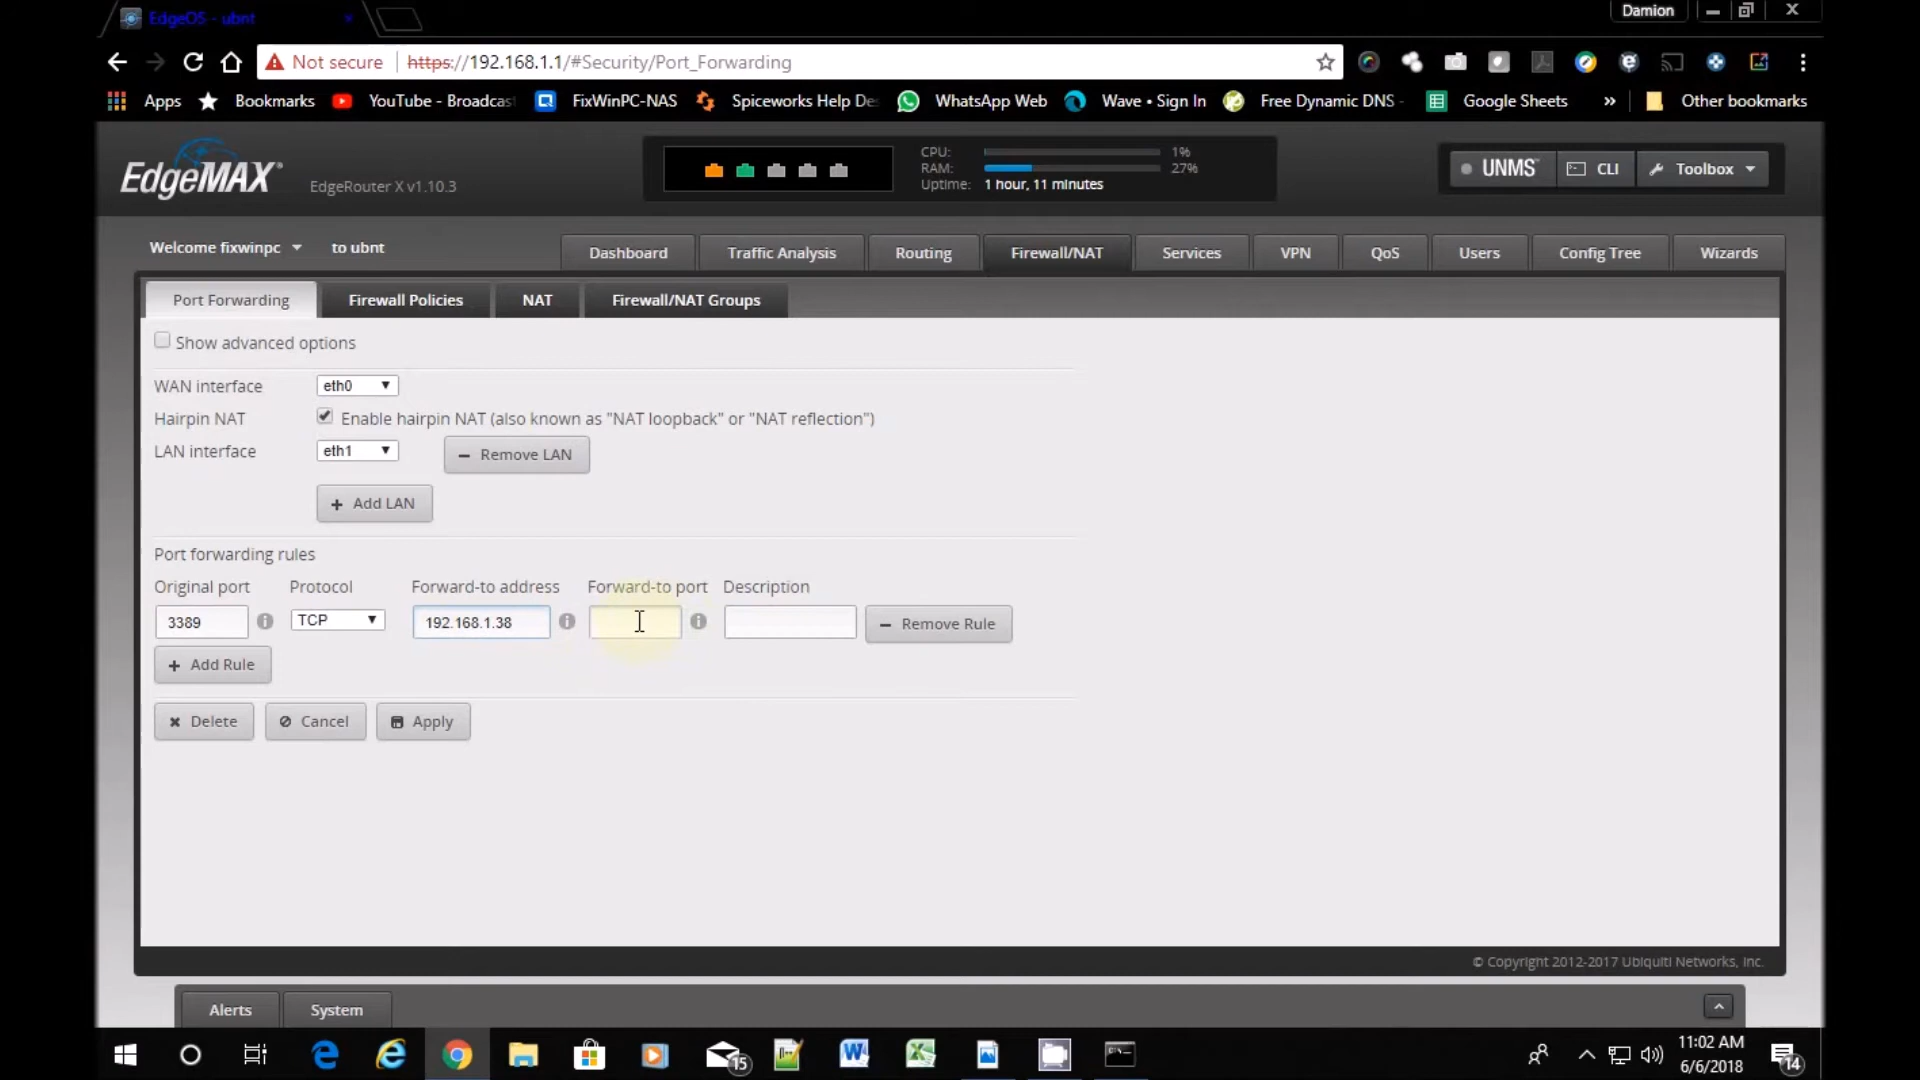 EdgeOS - ubnt
Damion
Not secure https://192.168.1.1/#Security/Port_Forwarding
Apps Bookmarks YouTube - Broadcast FixWinPC-NAS Spiceworks Help De WhatsApp Web Wave • Sign In Free Dynamic DNS - Google Sheets » Other bookmarks
EdgeMAX EdgeRouter X v1.10.3
CPU: 1%
RAM: 27%
Uptime: 1 hour, 11 minutes
UNMS CLI Toolbox
Welcome fixwinpc to ubnt
Dashboard Traffic Analysis Routing Firewall/NAT Services VPN QoS Users Config Tree Wizards
Port Forwarding Firewall Policies NAT Firewall/NAT Groups
Show advanced options
WAN interface eth0
Hairpin NAT Enable hairpin NAT (also known as "NAT loopback" or "NAT reflection")
LAN interface eth1 − Remove LAN
+ Add LAN
Port forwarding rules
Original port Protocol Forward-to address Forward-to port Description
3389 TCP 192.168.1.38 − Remove Rule
+ Add Rule
Delete Cancel Apply
© Copyright 2012-2017 Ubiquiti Networks, Inc.
Alerts System
15
11:02 AM
6/6/2018
14